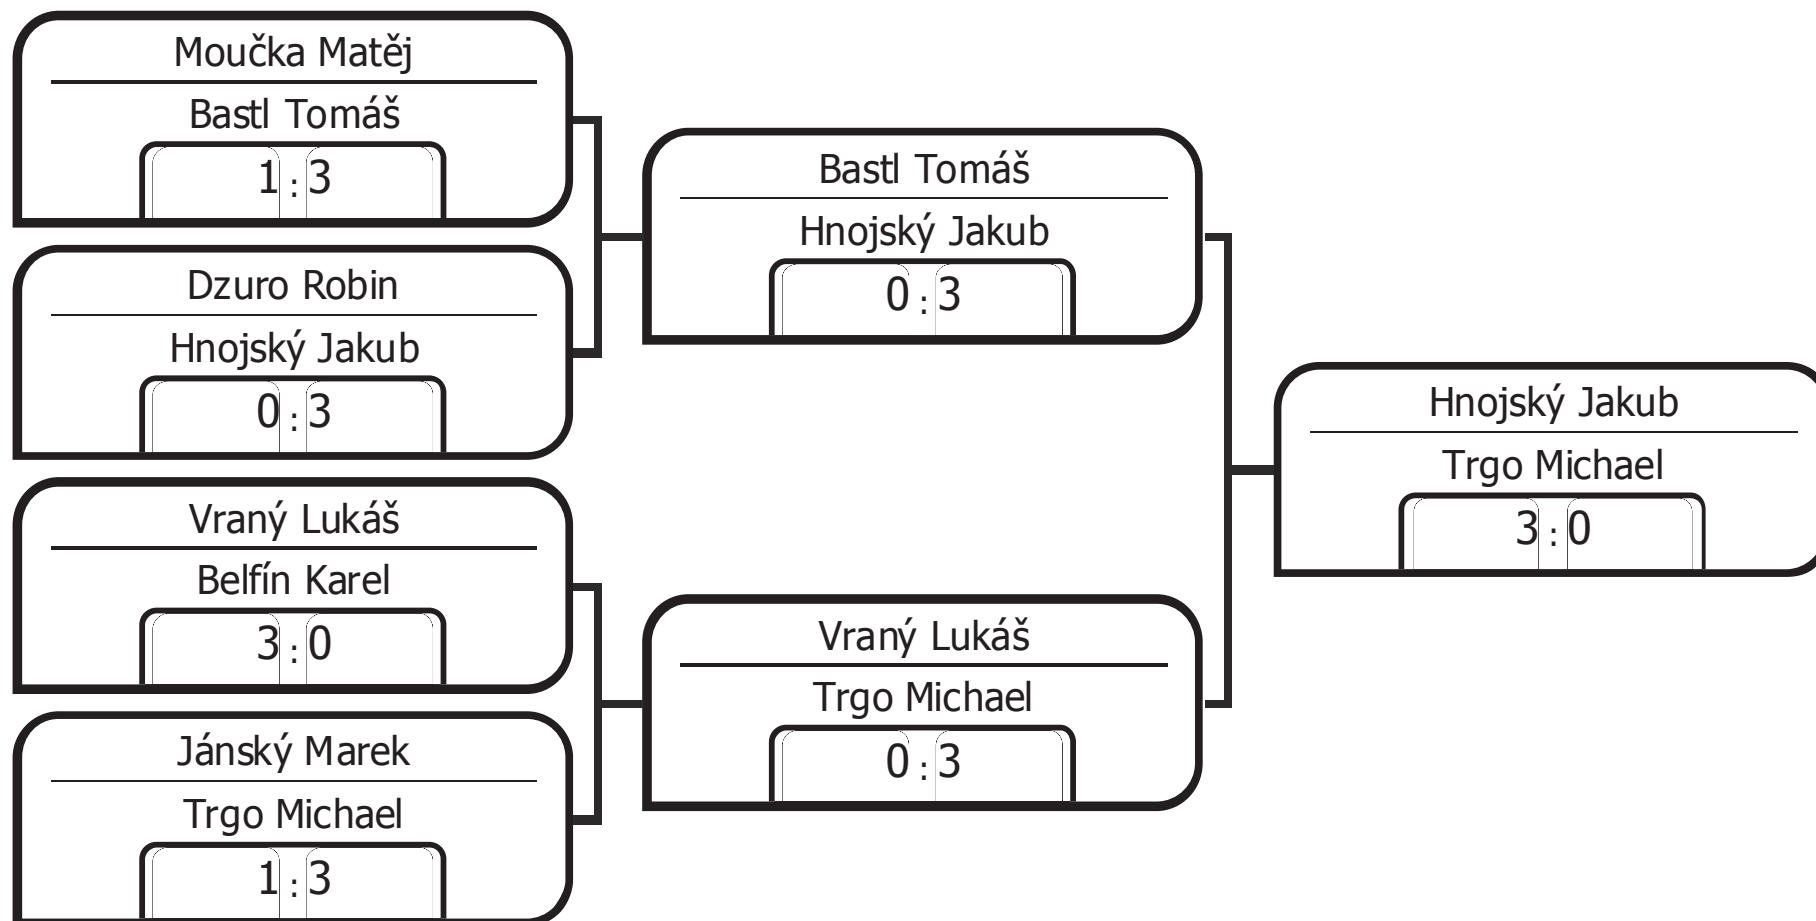 Moučka Matěj
Bastl Tomáš
1 : 3
Dzuro Robin
Hnojský Jakub
0 : 3
Vraný Lukáš
Belfín Karel
3 : 0
Jánský Marek
Trgo Michael
1 : 3
Bastl Tomáš
Hnojský Jakub
0 : 3
Vraný Lukáš
Trgo Michael
0 : 3
Hnojský Jakub
Trgo Michael
3 : 0